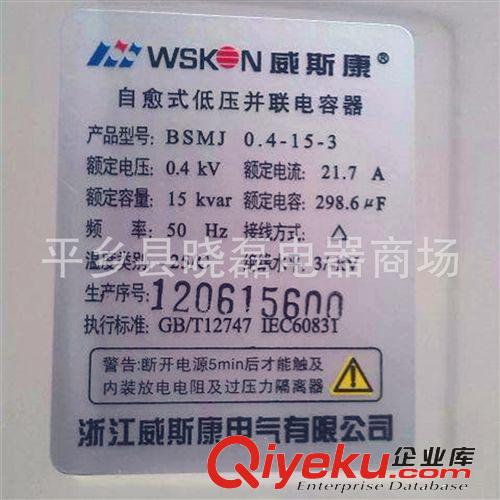 WSKON 威斯康®
自愈式低压并联电容器
产品型号: BSMJ 0.4-15-3
额定电压: 0.4 kV 额定电流: 21.7 A
额定容量: 15 kvar 额定电容: 298.6μF
频 率: 50 Hz 接线方式: △
平乡县晓磊电器商场
温度类别: -25/
生产序号: 120615600
执行标准: GB/T12747 IEC60831
警告:断开电源5min后才能触及
内装放电电阻及过压力隔离器
浙江威斯康电气有限公司
Qiyeku.com 企业库
Enterprise Database